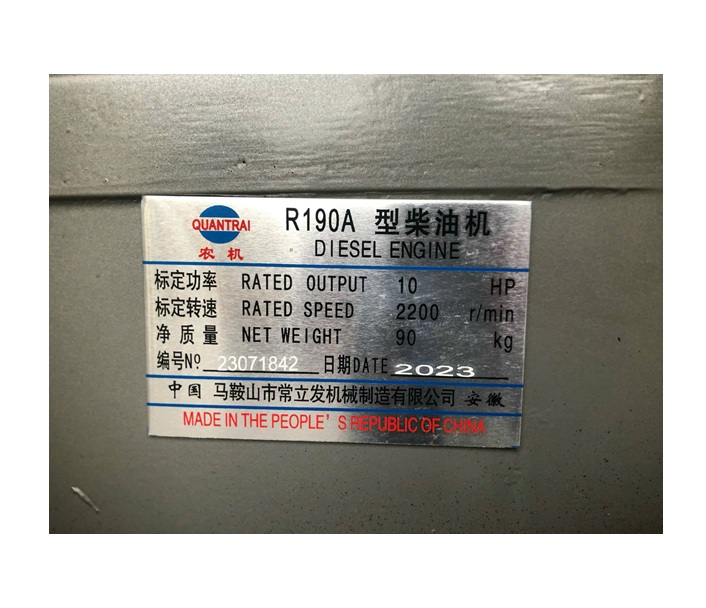 QUANTRAI
农机
R190A 型柴油机
DIESEL ENGINE
标定功率 RATED OUTPUT 10 HP
标定转速 RATED SPEED 2200 r/min
净质量 NET WEIGHT 90 kg
编号Nº 23071842 日期DATE 2023
中国 马鞍山市常立发机械制造有限公司 安徽
MADE IN THE PEOPLE'S REPUBLIC OF CHINA